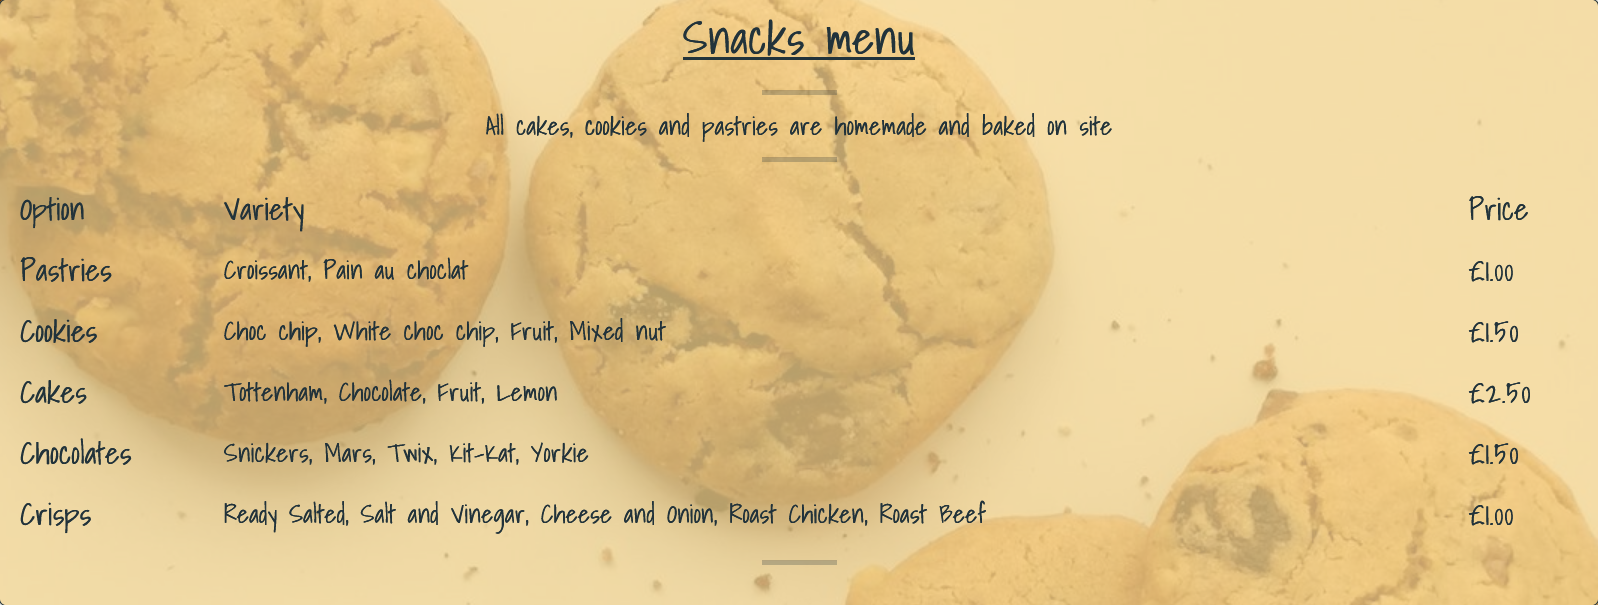 Snacks menu
All cakes, cookies and pastries are homemade and baked on site
Option Variety Price
Pastries Croissant, Pain au choclat £1.00
Cookies Choc chip, White choc chip, Fruit, Mixed nut £1.50
Cakes Tottenham, Chocolate, Fruit, Lemon £2.50
Chocolates Snickers, Mars, Twix, Kit-Kat, Yorkie £1.50
Crisps Ready Salted, Salt and Vinegar, Cheese and Onion, Roast Chicken, Roast Beef £1.00